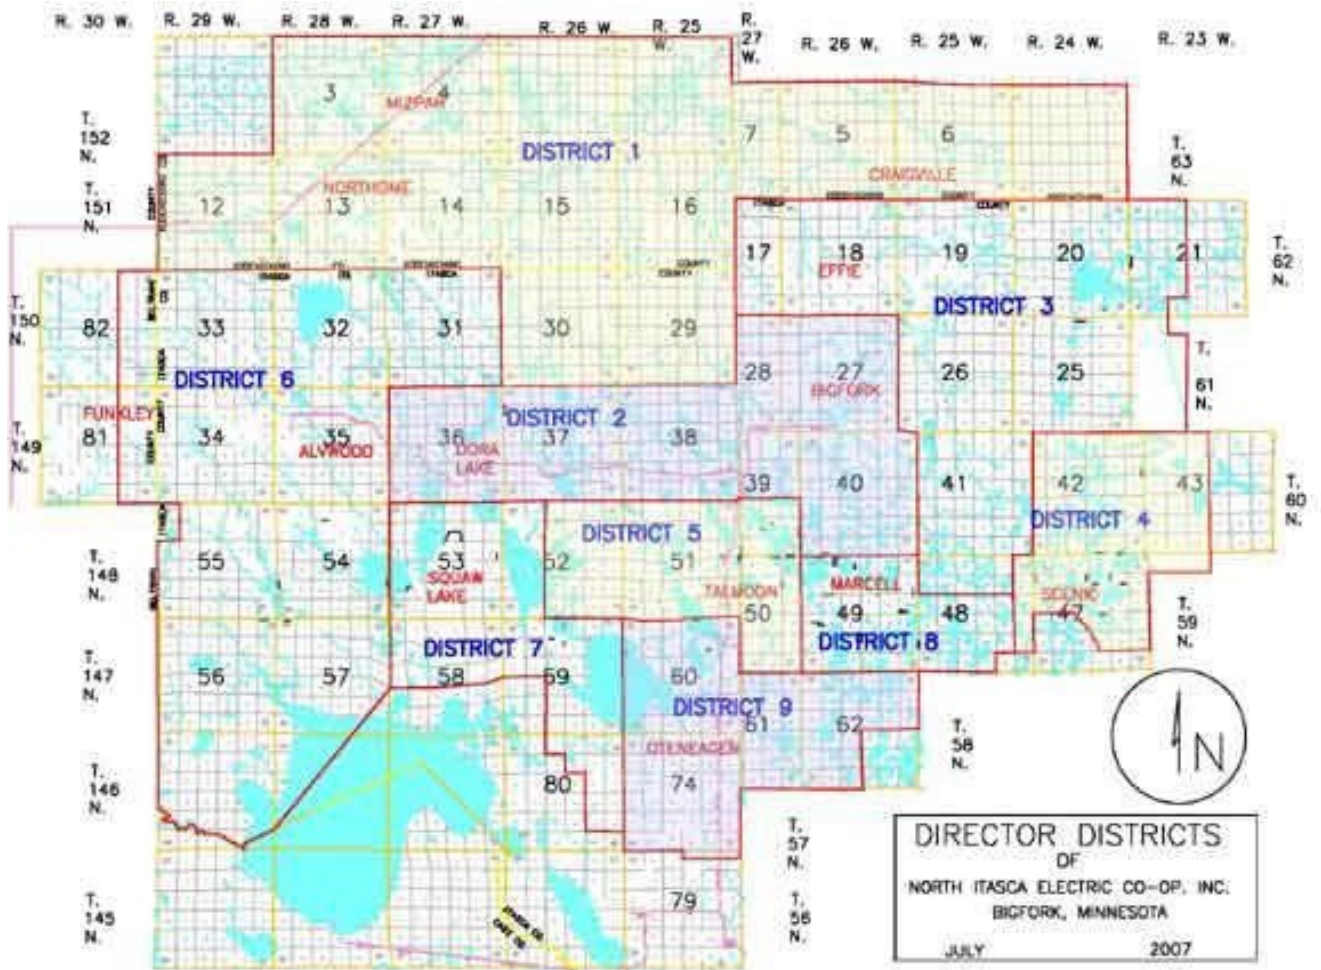 R. 30 W.
R. 29 W.
R. 28 W.
R. 27 W.
R. 26 W.
R. 25
W.
R.
27
W.
R. 26 W.
R. 25 W.
R. 24 W.
R. 23 W.
3
4
MIZPAH
T.
152
N.
DISTRICT 1
7
5
6
CRAIGVILLE
T.
63
N.
T.
151
N.
NORTHOME
12
13
14
15
16
ITASCA
COUNTY
17
18
19
20
21
EFFIE
T.
62
N.
T.
150
N.
82
33
32
31
30
29
DISTRICT 3
DISTRICT 6
28
27
26
25
BIGFORK
T.
61
N.
FUNKLEY
T.
149
N.
81
34
35
ALVWOOD
DISTRICT 2
36
37
38
DORA
LAKE
39
40
41
42
43
T.
60
N.
DISTRICT 4
DISTRICT 5
T.
148
N.
55
54
53
52
51
SQUAW
LAKE
TALMOON
50
MARCELL
49
48
SCENIC
47
T.
59
N.
DISTRICT 7
DISTRICT 8
T.
147
N.
56
57
58
59
60
DISTRICT 9
61
62
T.
58
N.
OTENEAGEN
N
T.
146
N.
80
74
T.
57
N.
T.
145
N.
79
T.
56
N.
ITASCA CO.
CASS CO.
DIRECTOR DISTRICTS
OF
NORTH ITASCA ELECTRIC CO-OP, INC.
BIGFORK, MINNESOTA
JULY 2007